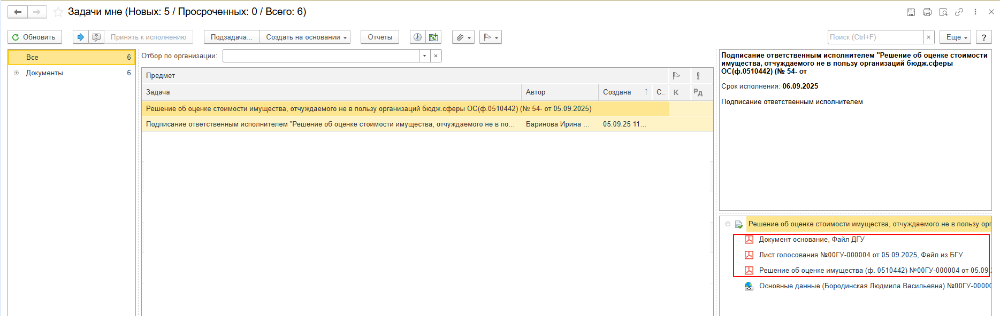 Задачи мне (Новых: 5 / Просроченных: 0 / Всего: 6)
Обновить Принять к исполнению Подзадача... Создать на основании Отчеты Поиск (Ctrl+F) × Еще ?
Все 6
Документы 6
Отбор по организации:
Предмет
Задача Автор Создана ↑ С.. К Рд
Решение об оценке стоимости имущества, отчуждаемого не в пользу организаций бюдж.сферы ОС(ф.0510442) (№ 54- от 05.09.2025)
Подписание ответственным исполнителем "Решение об оценке стоимости имущества, отчуждаемого не в по... Баринова Ирина ... 05.09.25 11...
Подписание ответственным исполнителем "Решение об оценке стоимости
имущества, отчуждаемого не в пользу организаций бюдж.сферы
ОС(ф.0510442) (№ 54- от
Срок исполнения: 06.09.2025
Подписание ответственным исполнителем
Решение об оценке стоимости имущества, отчуждаемого не в пользу орг
Документ основание, Файл ДГУ
Лист голосования №00ГУ-000004 от 05.09.2025, Файл из БГУ
Решение об оценке имущества (ф. 0510442) №00ГУ-000004 от 05.09.2
Основные данные (Бородинская Людмила Васильевна) №00ГУ-00000